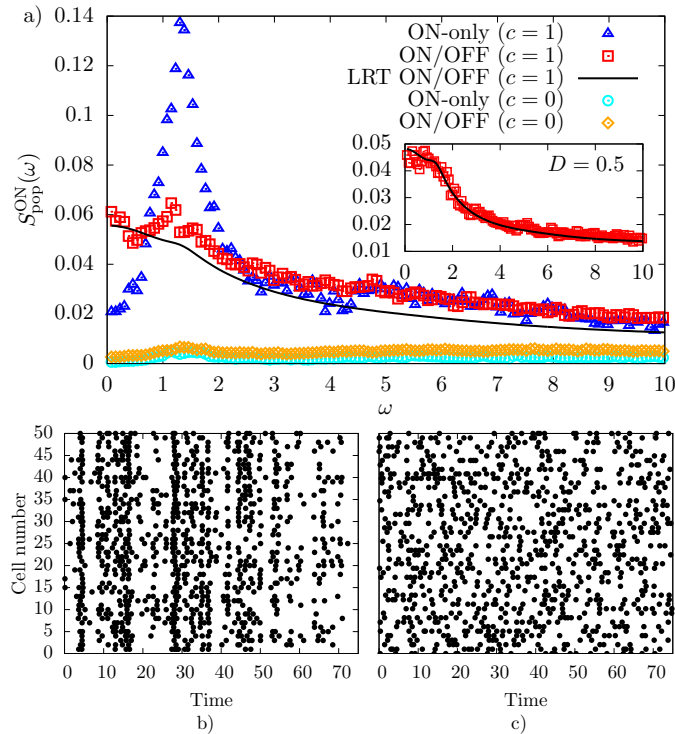 a)
0.14
0.12
0.1
0.08
0.06
0.04
0.02
0
S_pop^ON(ω)
0 1 2 3 4 5 6 7 8 9 10
ω
ON-only (c = 1)
ON/OFF (c = 1)
LRT ON/OFF (c = 1)
ON-only (c = 0)
ON/OFF (c = 0)
0.05
0.04
0.03
0.02
0.01
D = 0.5
0 2 4 6 8 10
50
45
40
35
30
25
20
15
10
5
0
Cell number
0 10 20 30 40 50 60 70
0 10 20 30 40 50 60 70
Time
Time
b)
c)